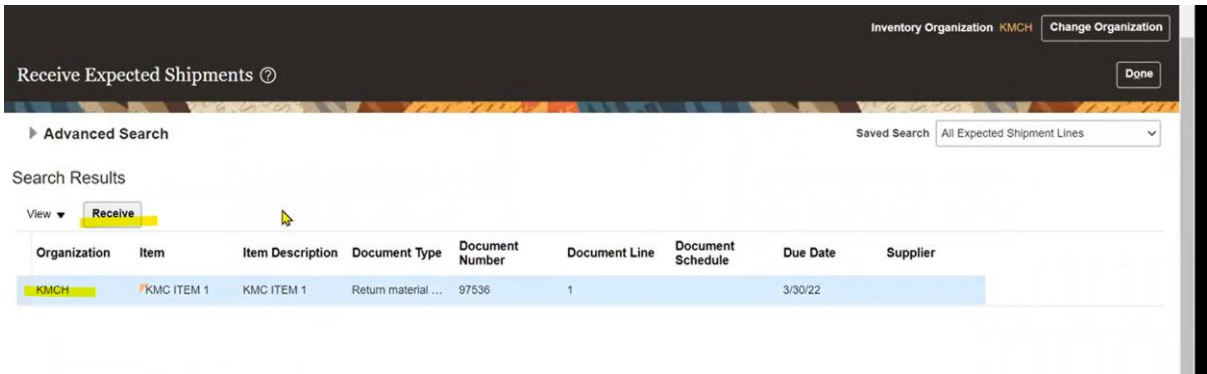 Inventory Organization KMCH Change Organization
Receive Expected Shipments ?
Done
Advanced Search
Saved Search All Expected Shipment Lines
Search Results
View Receive
Organization Item Item Description Document Type Document Number Document Line Document Schedule Due Date Supplier
KMCH KMC ITEM 1 KMC ITEM 1 Return material ... 97536 1 3/30/22